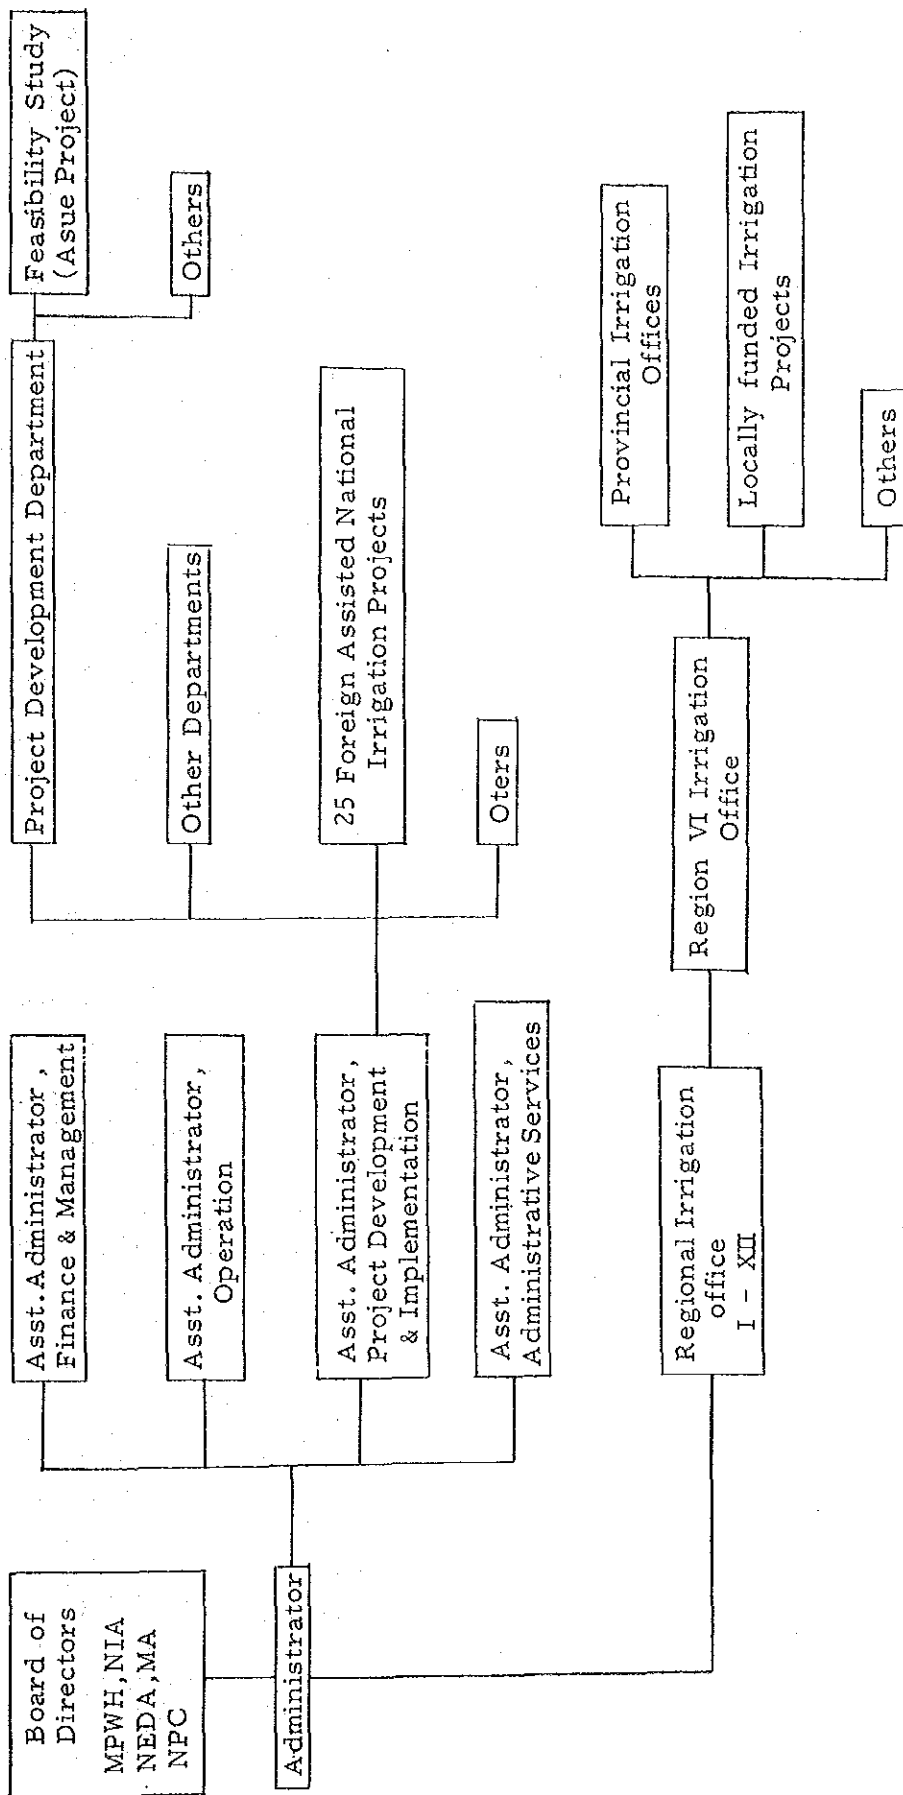 Board of
Directors
MPWH,NIA
NEDA,MA
NPC
Administrator
Asst.Administrator,
Finance & Management
Asst. Administrator,
Operation
Asst. Administrator,
Project Development
& Implementation
Asst. Administrator,
Administrative Services
Regional Irrigation
office
I - XII
Project Development Department
Other Departments
25 Foreign Assisted National
Irrigation Projects
Oters
Region VI Irrigation
Office
Feasibility Study
(Asue Project)
Others
Provincial Irrigation
Offices
Locally funded Irrigation
Projects
Others